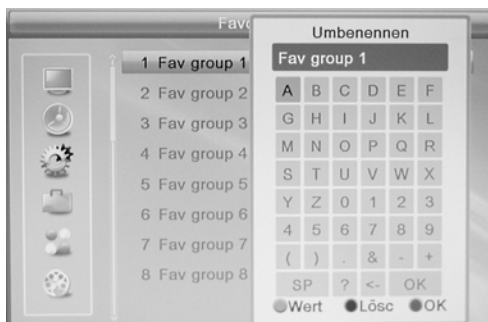 Favo
1 Fav group 1
2 Fav group 2
3 Fav group 3
4 Fav group 4
5 Fav group 5
6 Fav group 6
7 Fav group 7
8 Fav group 8
Umbenennen
Fav group 1
A B C D E F
G H I J K L
M N O P Q R
S T U V W X
Y Z 0 1 2 3
4 5 6 7 8 9
( ) . & - +
SP ? <- OK
Wert Lösc OK